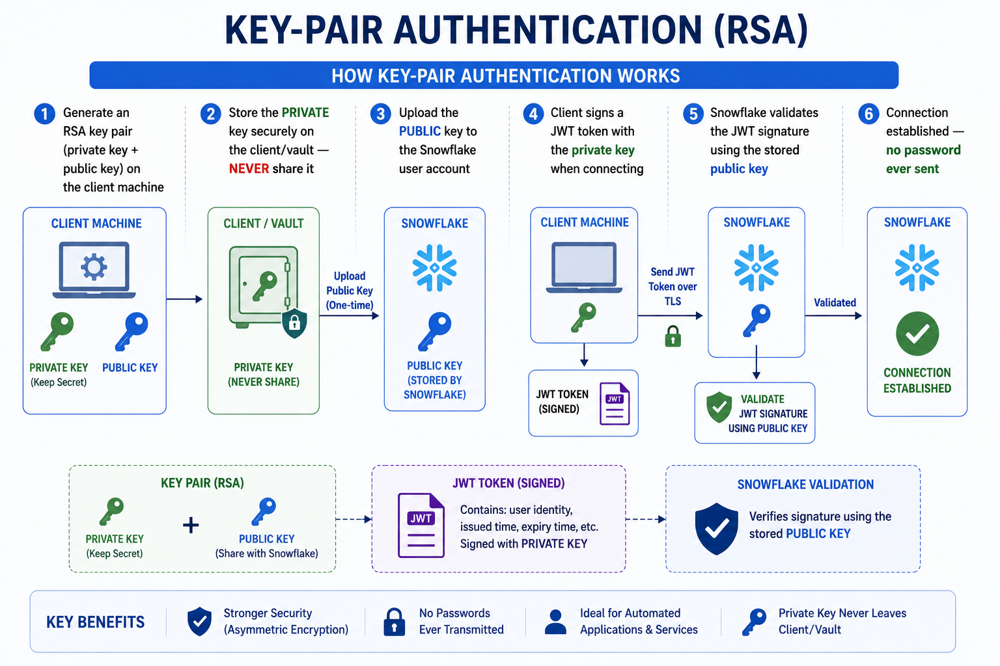 KEY-PAIR AUTHENTICATION (RSA)
HOW KEY-PAIR AUTHENTICATION WORKS
1
Generate an
RSA key pair
(private key +
public key) on
the client machine
2
Store the PRIVATE
key securely on
the client/vault —
NEVER share it
3
Upload the
PUBLIC key to
the Snowflake
user account
4
Client signs a
JWT token with
the private key
when connecting
5
Snowflake validates
the JWT signature
using the stored
public key
6
Connection
established —
no password
ever sent
CLIENT MACHINE
PRIVATE KEY
(Keep Secret)
PUBLIC KEY
CLIENT / VAULT
PRIVATE KEY
(NEVER SHARE)
Upload
Public Key
(One-time)
SNOWFLAKE
PUBLIC KEY
(STORED BY
SNOWFLAKE)
CLIENT MACHINE
JWT TOKEN
(SIGNED)
JWT
Send JWT
Token over
TLS
SNOWFLAKE
VALIDATE
JWT SIGNATURE
USING PUBLIC KEY
Validated
SNOWFLAKE
CONNECTION
ESTABLISHED
KEY PAIR (RSA)
PRIVATE KEY
(Keep Secret)
+
PUBLIC KEY
(Share with Snowflake)
JWT TOKEN (SIGNED)
JWT
Contains: user identity,
issued time, expiry time, etc.
Signed with PRIVATE KEY
SNOWFLAKE VALIDATION
Verifies signature using the
stored PUBLIC KEY
KEY BENEFITS
Stronger Security
(Asymmetric Encryption)
No Passwords
Ever Transmitted
Ideal for Automated
Applications & Services
Private Key Never Leaves
Client/Vault